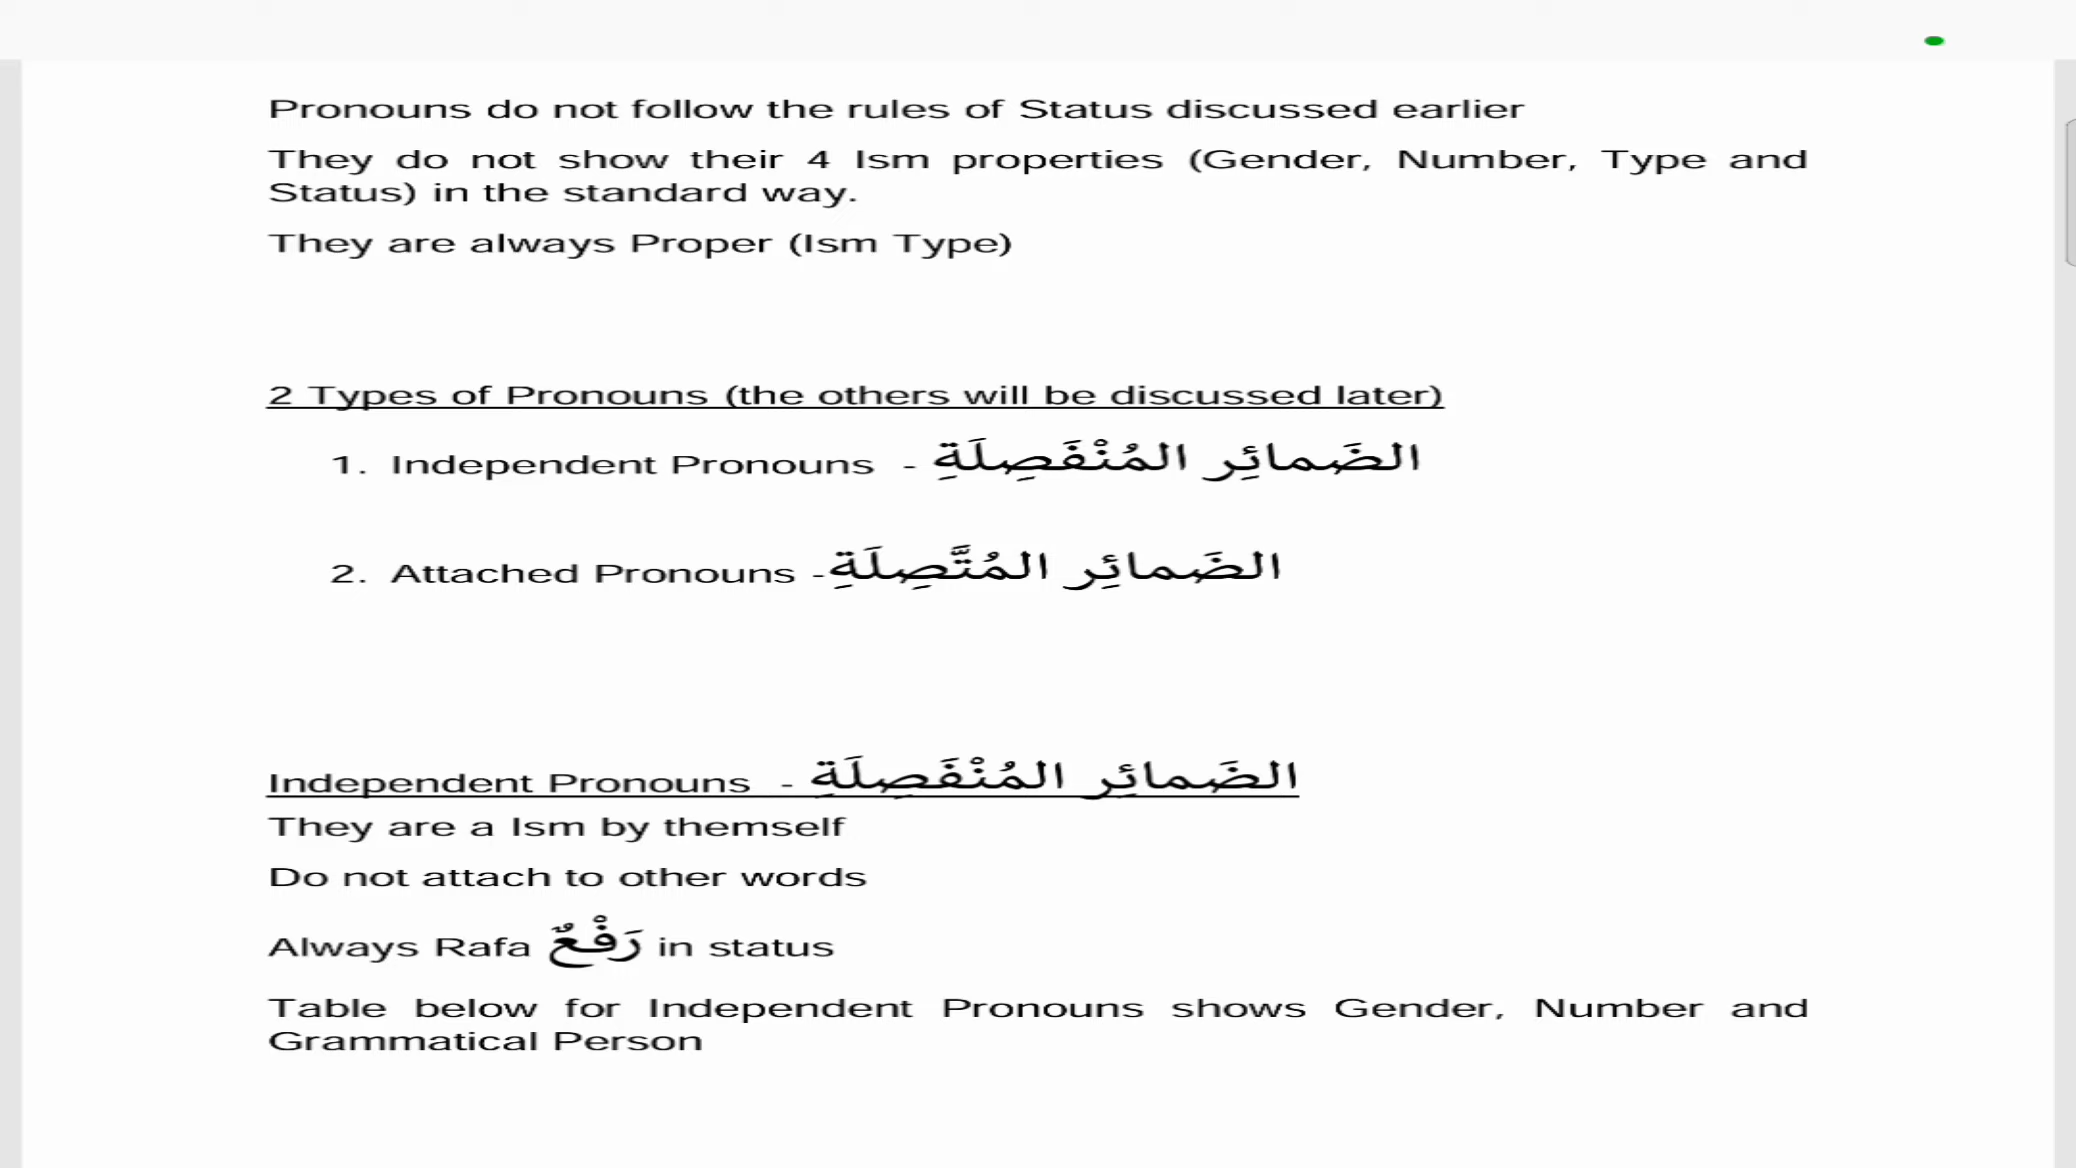 Pronouns do not follow the rules of Status discussed earlier
They do not show their 4 Ism properties (Gender, Number, Type and
Status) in the standard way.
They are always Proper (Ism Type)
2 Types of Pronouns (the others will be discussed later)
1. Independent Pronouns - الضَمائِر المُنْفَصِلَةِ
2. Attached Pronouns -الضَمائِر المُتَّصِلَةِ
Independent Pronouns - الضَمائِر المُنْفَصِلَةِ
They are a Ism by themself
Do not attach to other words
Always Rafa رَفْعٌ in status
Table below for Independent Pronouns shows Gender, Number and
Grammatical Person